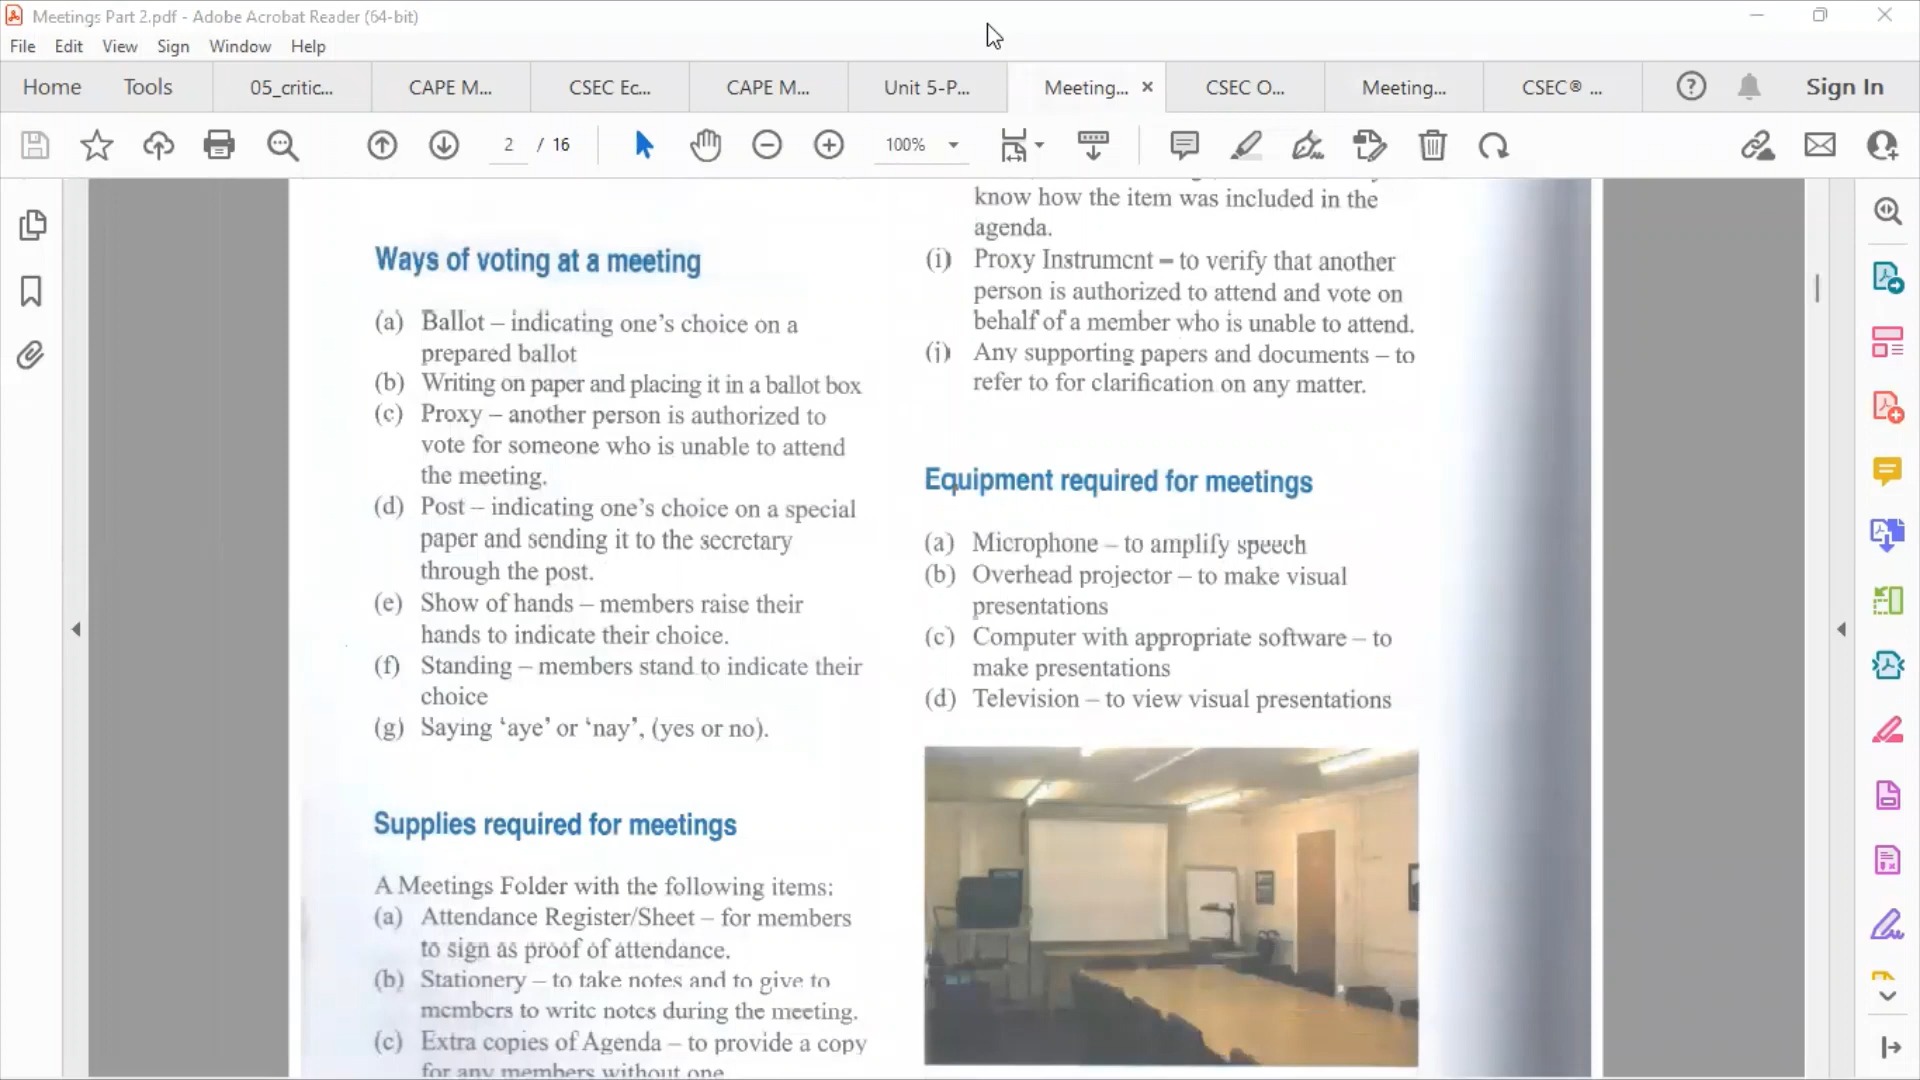 Meetings Part 2.pdf - Adobe Acrobat Reader (64-bit)
File Edit View Sign Window Help
Home Tools 05_critic... CAPE M... CSEC Ec... CAPE M... Unit 5-P... Meeting... CSEC O... Meeting... CSEC® ... Sign In
2 / 16 100%
Ways of voting at a meeting
(a) Ballot – indicating one's choice on a
prepared ballot
(b) Writing on paper and placing it in a ballot box
(c) Proxy – another person is authorized to
vote for someone who is unable to attend
the meeting.
(d) Post – indicating one's choice on a special
paper and sending it to the secretary
through the post.
(e) Show of hands – members raise their
hands to indicate their choice.
(f) Standing – members stand to indicate their
choice
(g) Saying 'aye' or 'nay', (yes or no).
Supplies required for meetings
A Meetings Folder with the following items:
(a) Attendance Register/Sheet – for members
to sign as proof of attendance.
(b) Stationery – to take notes and to give to
members to write notes during the meeting.
(c) Extra copies of Agenda – to provide a copy
for any members without one
know how the item was included in the
agenda.
(i) Proxy Instrument – to verify that another
person is authorized to attend and vote on
behalf of a member who is unable to attend.
(j) Any supporting papers and documents – to
refer to for clarification on any matter.
Equipment required for meetings
(a) Microphone – to amplify speech
(b) Overhead projector – to make visual
presentations
(c) Computer with appropriate software – to
make presentations
(d) Television – to view visual presentations